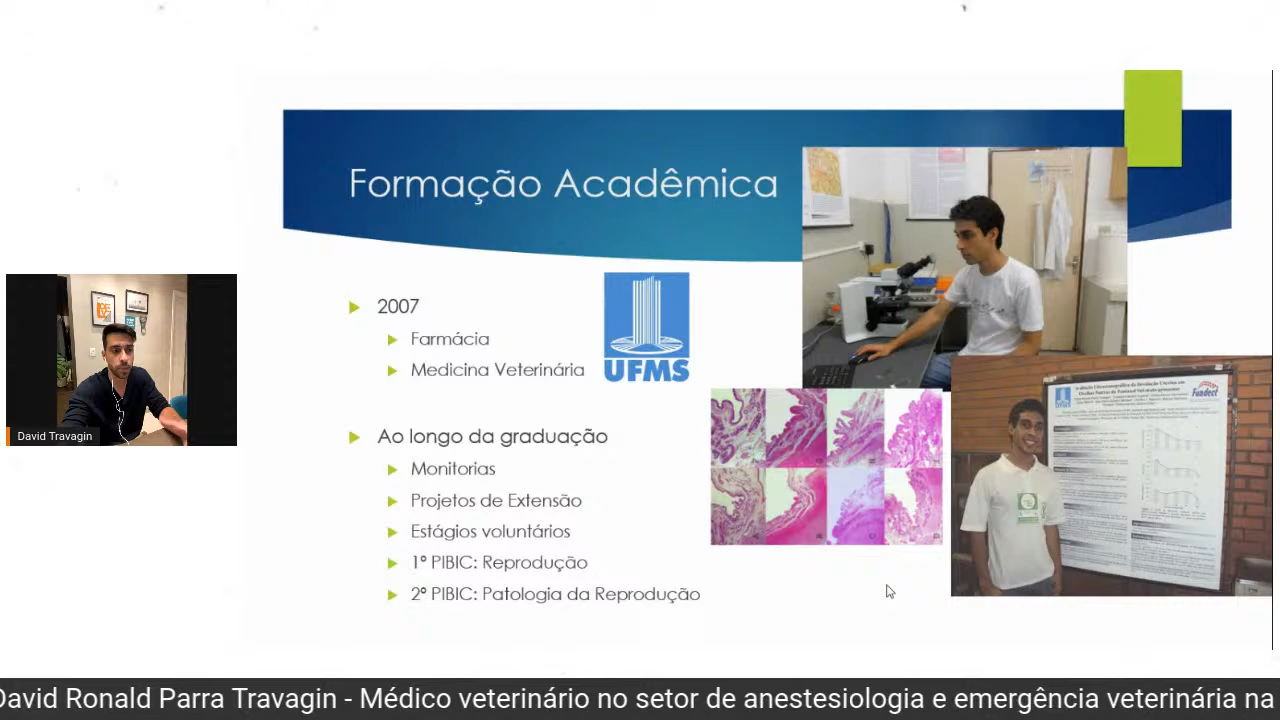 Formação Acadêmica
2007
Farmácia
Medicina Veterinária
UFMS
Ao longo da graduação
Monitorias
Projetos de Extensão
Estágios voluntários
1º PIBIC: Reprodução
2º PIBIC: Patologia da Reprodução
Fundect
David Travagin
David Ronald Parra Travagin - Médico veterinário no setor de anestesiologia e emergência veterinária na